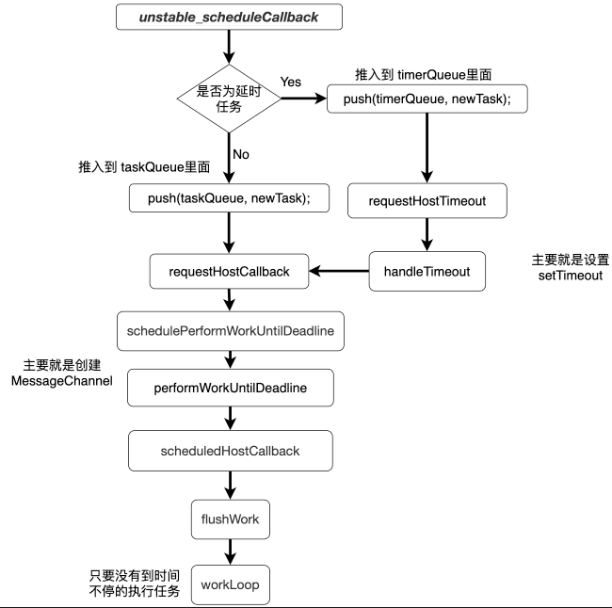 unstable_scheduleCallback
是否为延时
任务
Yes
推入到 timerQueue里面
push(timerQueue, newTask);
No
推入到 taskQueue里面
push(taskQueue, newTask);
requestHostTimeout
requestHostCallback
handleTimeout
主要就是设置
setTimeout
schedulePerformWorkUntilDeadline
主要就是创建
MessageChannel
performWorkUntilDeadline
scheduledHostCallback
flushWork
只要没有到时间
不停的执行任务
workLoop